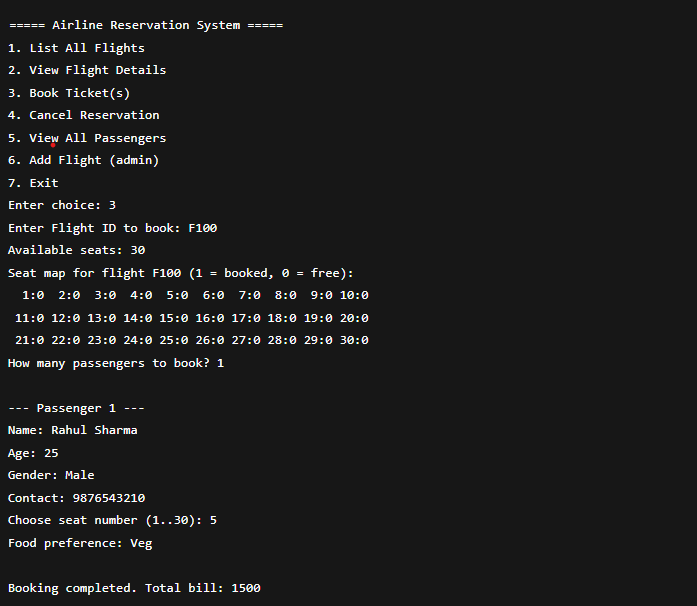 ===== Airline Reservation System =====
1. List All Flights
2. View Flight Details
3. Book Ticket(s)
4. Cancel Reservation
5. View All Passengers
6. Add Flight (admin)
7. Exit
Enter choice: 3
Enter Flight ID to book: F100
Available seats: 30
Seat map for flight F100 (1 = booked, 0 = free):
1:0 2:0 3:0 4:0 5:0 6:0 7:0 8:0 9:0 10:0
11:0 12:0 13:0 14:0 15:0 16:0 17:0 18:0 19:0 20:0
21:0 22:0 23:0 24:0 25:0 26:0 27:0 28:0 29:0 30:0
How many passengers to book? 1
--- Passenger 1 ---
Name: Rahul Sharma
Age: 25
Gender: Male
Contact: 9876543210
Choose seat number (1..30): 5
Food preference: Veg
Booking completed. Total bill: 1500